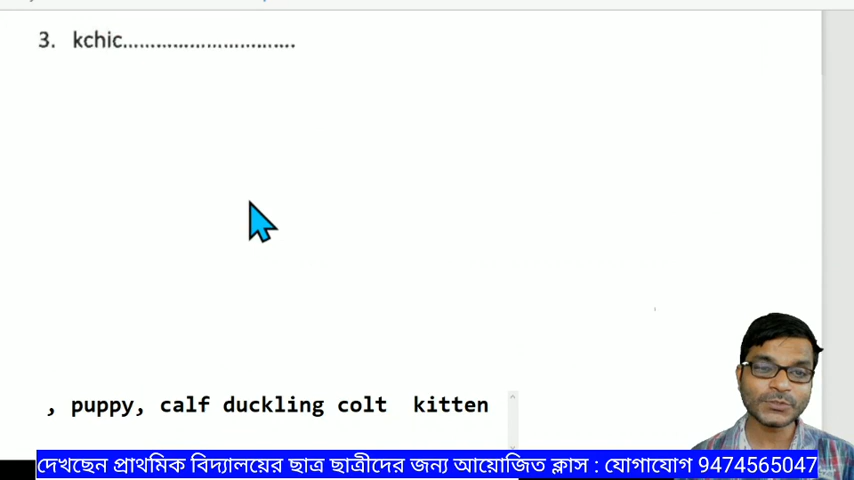 3. kchic.................................
, puppy, calf duckling colt kitten
দেখছেন প্রাথমিক বিদ্যালয়ের ছাত্র ছাত্রীদের জন্য আয়োজিত ক্লাস : যোগাযোগ 9474565047